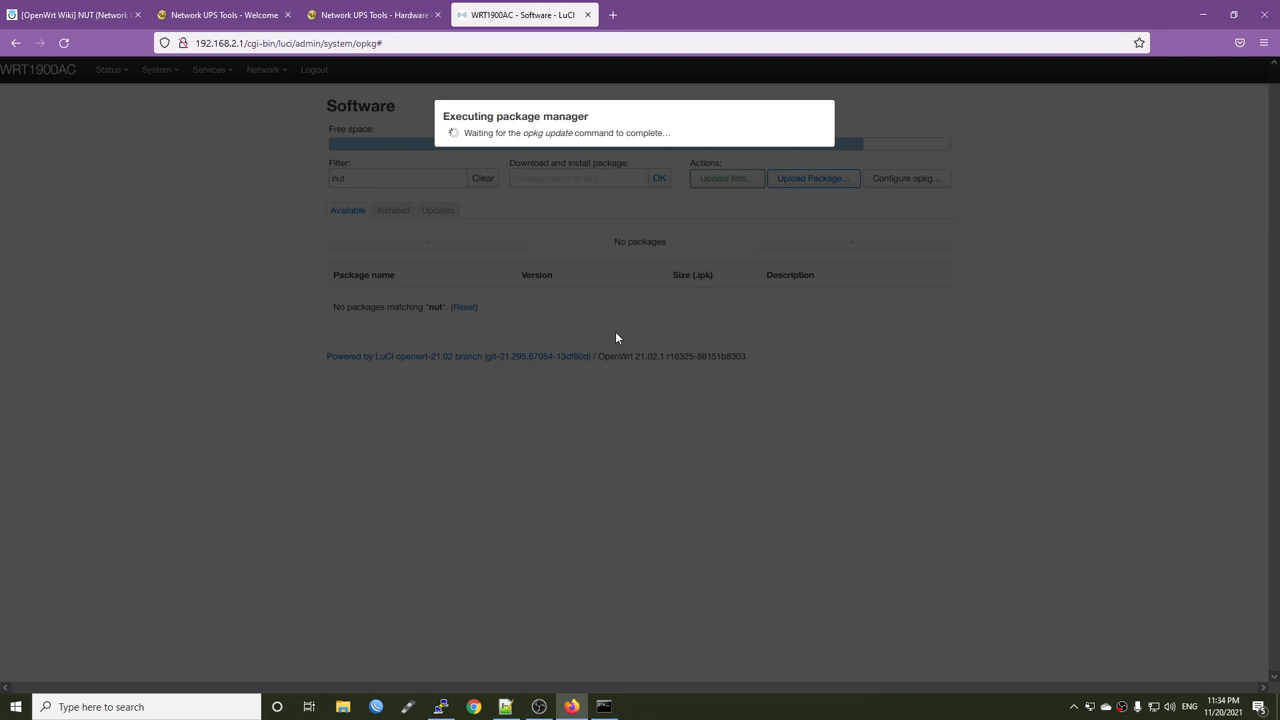 [OpenWrt Wiki] NUT (Network U
Network UPS Tools - Welcome
Network UPS Tools - Hardware
WRT1900AC - Software - LuCI
192.168.2.1/cgi-bin/luci/admin/system/opkg#
WRT1900AC Status System Services Network Logout
Software
Executing package manager
Waiting for the opkg update command to complete…
Free space:
Filter: Download and install package: Actions:
nut Clear Package name or URL… OK Update lists… Upload Package… Configure opkg…
Available Installed Updates
« No packages »
Package name Version Size (.ipk) Description
No packages matching "nut". (Reset)
Powered by LuCI openwrt-21.02 branch (git-21.295.67054-13df80d) / OpenWrt 21.02.1 r16325-88151b8303
Type here to search
ENG
11:34 PM
11/20/2021